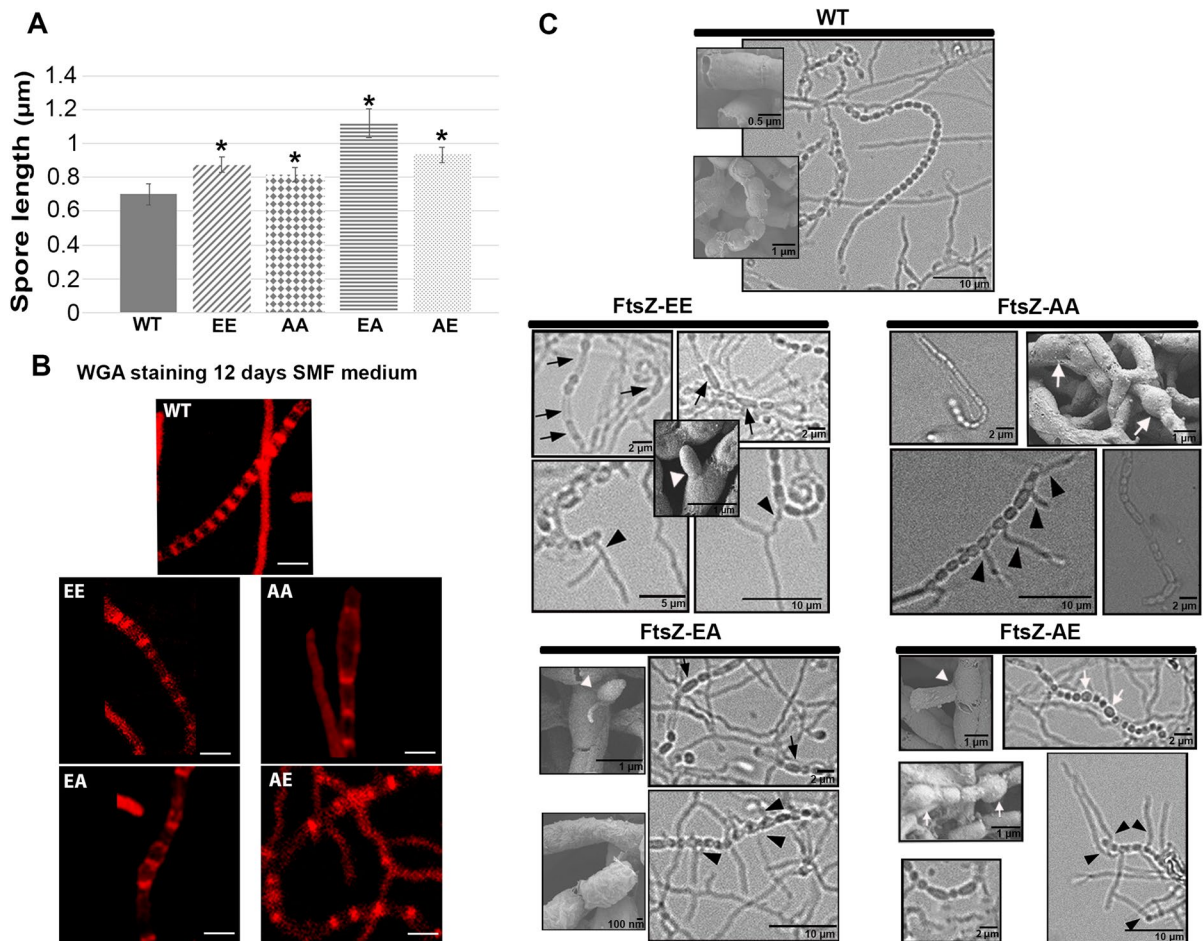 A
Spore length (μm)
1.4
1.2
1
0.8
0.6
0.4
0.2
0
*
*
*
*
WT
EE
AA
EA
AE
B
WGA staining 12 days SMF medium
WT
EE
AA
EA
AE
C
WT
0.5 μm
1 μm
10 μm
FtsZ-EE
2 μm
2 μm
1 μm
5 μm
10 μm
FtsZ-AA
2 μm
1 μm
10 μm
2 μm
FtsZ-EA
1 μm
2 μm
100 nm
10 μm
FtsZ-AE
1 μm
2 μm
1 μm
2 μm
10 μm